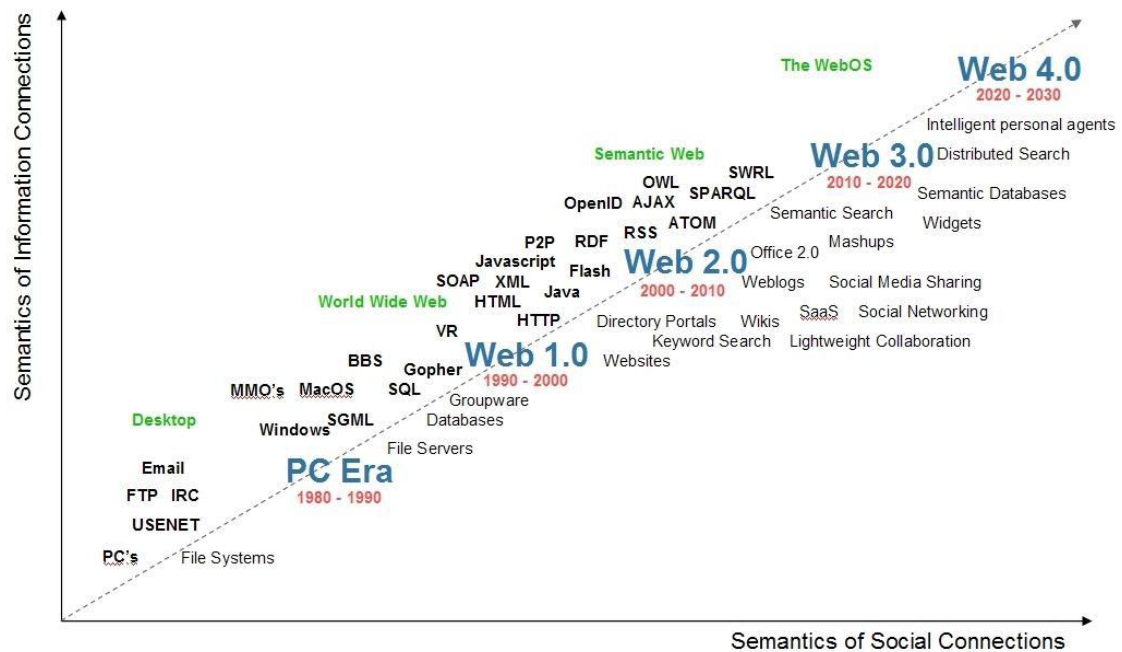 Semantics of Information Connections
The WebOS
Web 4.0
2020 - 2030
Intelligent personal agents
Semantic Web
Web 3.0
Distributed Search
2010 - 2020
SWRL
OWL
SPARQL
Semantic Databases
OpenID
AJAX
Semantic Search
Widgets
ATOM
RSS
Mashups
P2P
RDF
Office 2.0
Javascript
Flash
Web 2.0
2000 - 2010
Weblogs
Social Media Sharing
SOAP
XML
Java
World Wide Web
HTML
HTTP
Directory Portals
Wikis
SaaS
Social Networking
VR
Keyword Search
Lightweight Collaboration
Web 1.0
1990 - 2000
Websites
BBS
Gopher
MMO's
MacOS
SQL
Groupware
Desktop
Windows
SGML
Databases
File Servers
Email
PC Era
1980 - 1990
FTP
IRC
USENET
PC's
File Systems
Semantics of Social Connections